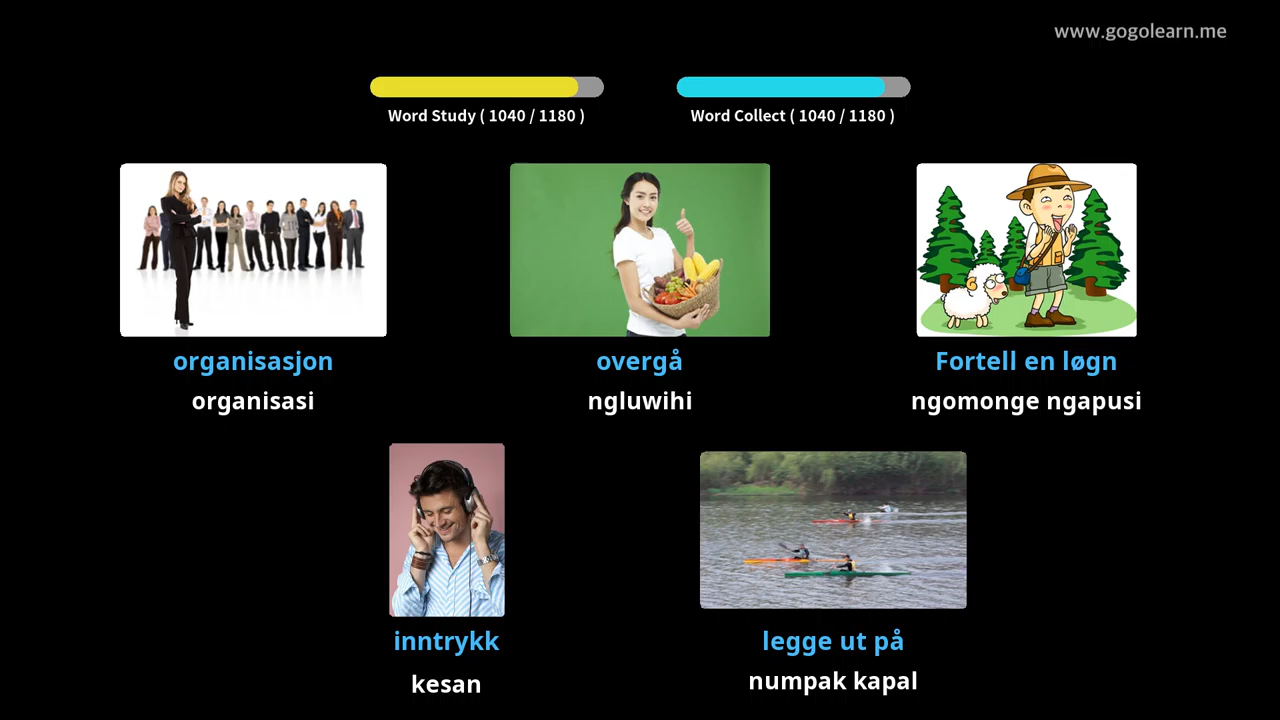 www.gogolearn.me
Word Study ( 1040 / 1180 )
Word Collect ( 1040 / 1180 )
organisasjon
overgå
Fortell en løgn
organisasi
ngluwihi
ngomonge ngapusi
inntrykk
legge ut på
kesan
numpak kapal